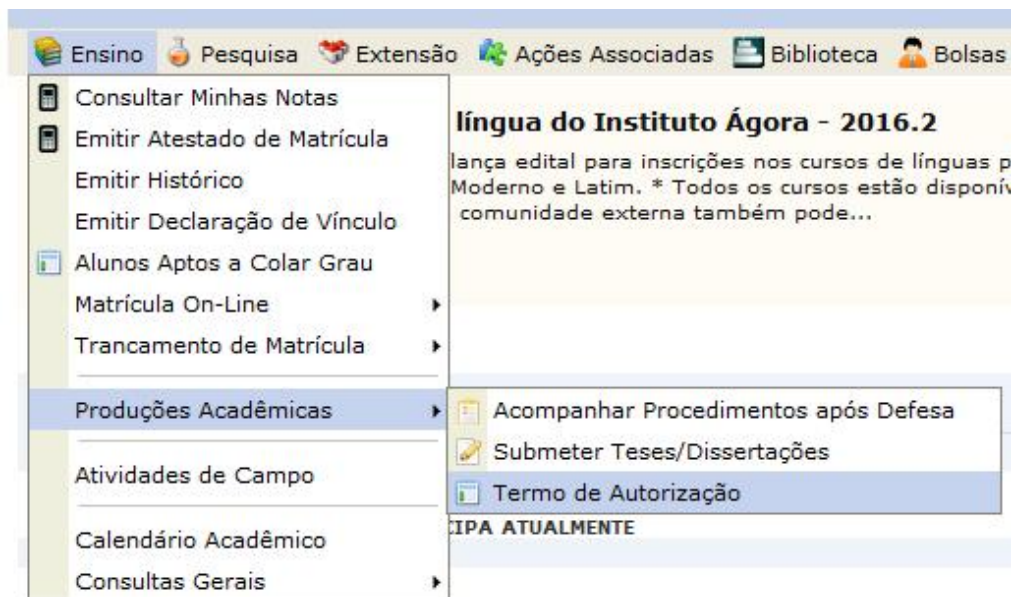 Ensino Pesquisa Extensão Ações Associadas Biblioteca Bolsas
Consultar Minhas Notas
Emitir Atestado de Matrícula
Emitir Histórico
Emitir Declaração de Vínculo
Alunos Aptos a Colar Grau
Matrícula On-Line
Trancamento de Matrícula
Produções Acadêmicas
Atividades de Campo
Calendário Acadêmico
Consultas Gerais
língua do Instituto Ágora - 2016.2
lança edital para inscrições nos cursos de línguas p
Moderno e Latim. * Todos os cursos estão disponív
comunidade externa também pode...
Acompanhar Procedimentos após Defesa
Submeter Teses/Dissertações
Termo de Autorização
CIPA ATUALMENTE